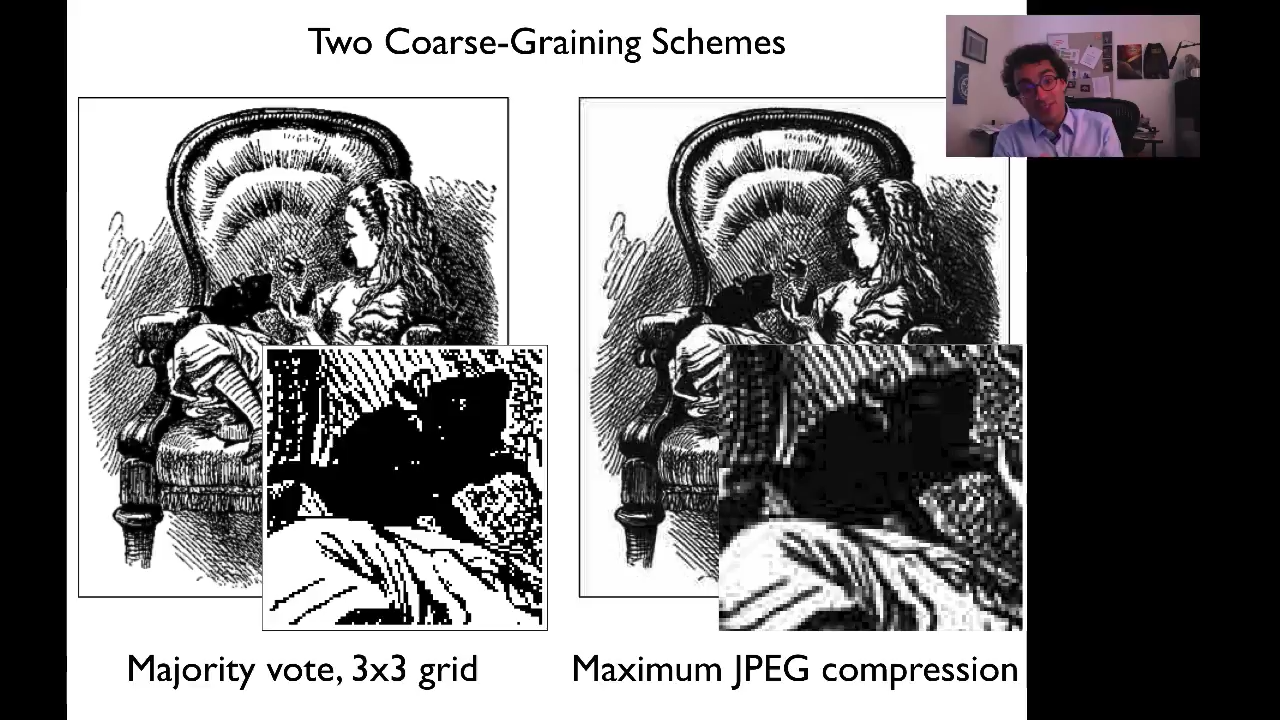 Two Coarse-Graining Schemes
Majority vote, 3x3 grid
Maximum JPEG compression